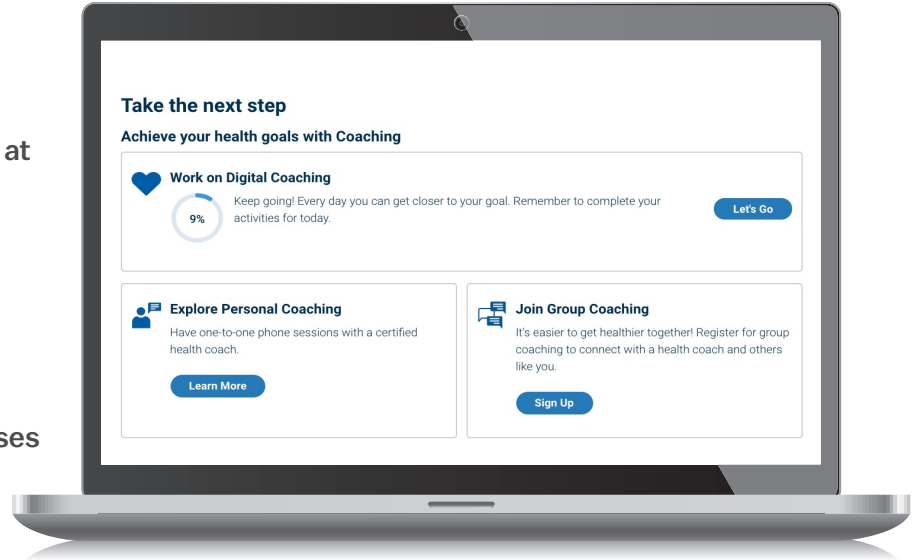 at
ses
Take the next step
Achieve your health goals with Coaching
Work on Digital Coaching
9%
Keep going! Every day you can get closer to your goal. Remember to complete your
activities for today.
Let's Go
Explore Personal Coaching
Have one-to-one phone sessions with a certified
health coach.
Learn More
Join Group Coaching
It's easier to get healthier together! Register for group
coaching to connect with a health coach and others
like you.
Sign Up